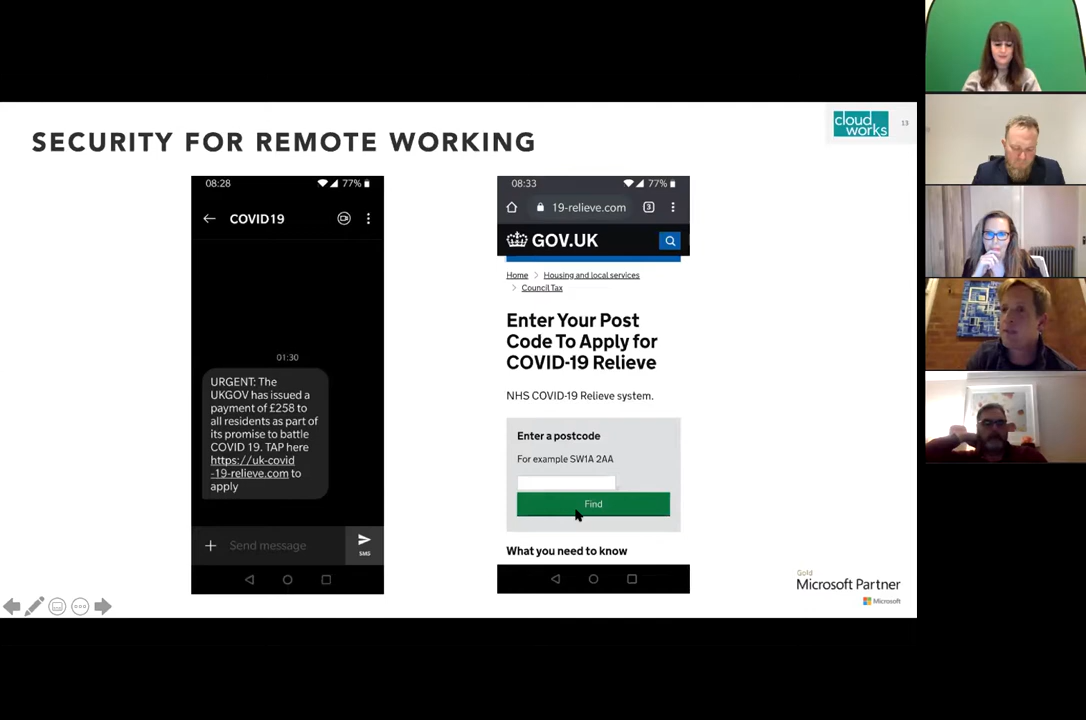 SECURITY FOR REMOTE WORKING
cloud
works
13
08:28
77%
COVID19
01:30
URGENT: The
UKGOV has issued a
payment of £258 to
all residents as part of
its promise to battle
COVID 19. TAP here
https://uk-covid
-19-relieve.com to
apply
Send message
SMS
08:33
77%
19-relieve.com
3
GOV.UK
Home
Housing and local services
Council Tax
Enter Your Post
Code To Apply for
COVID-19 Relieve
NHS COVID-19 Relieve system.
Enter a postcode
For example SW1A 2AA
Find
What you need to know
Gold
Microsoft Partner
Microsoft